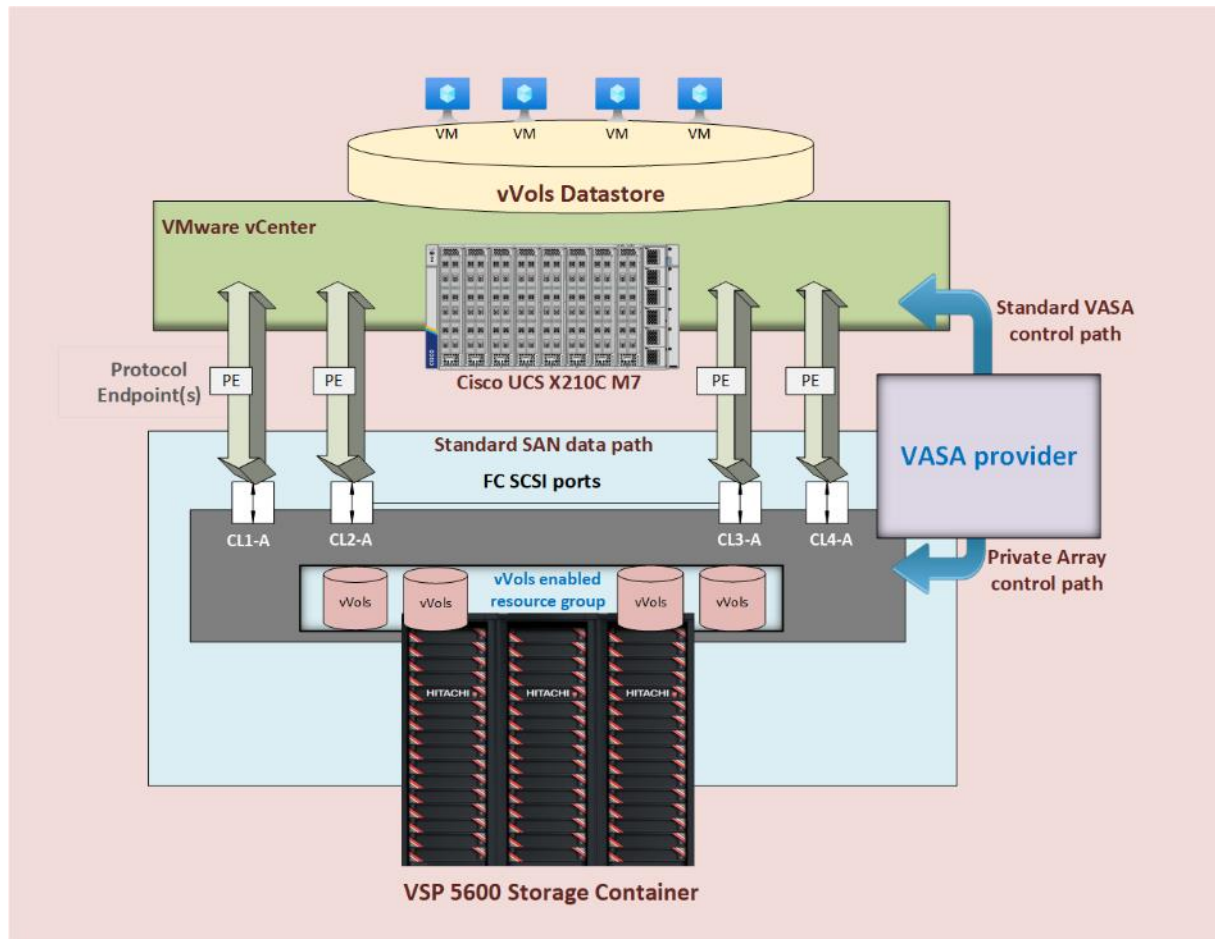 VM
VM
VM
VM
vVols Datastore
VMware vCenter
Standard VASA
control path
CISCO
Cisco UCS X210C M7
Protocol
Endpoint(s)
PE
PE
PE
PE
VASA provider
Standard SAN data path
FC SCSI ports
CL1-A
CL2-A
CL3-A
CL4-A
Private Array
control path
vVols
vVols
vVols enabled
resource group
vVols
vVols
HITACHI
HITACHI
HITACHI
VSP 5600 Storage Container